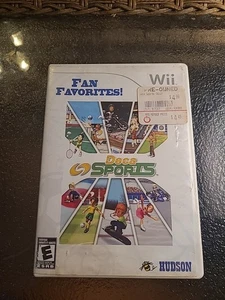 FAN
FAVORITES!
Wii
PRE-OWNED
Deca
SPORTS
E
HUDSON